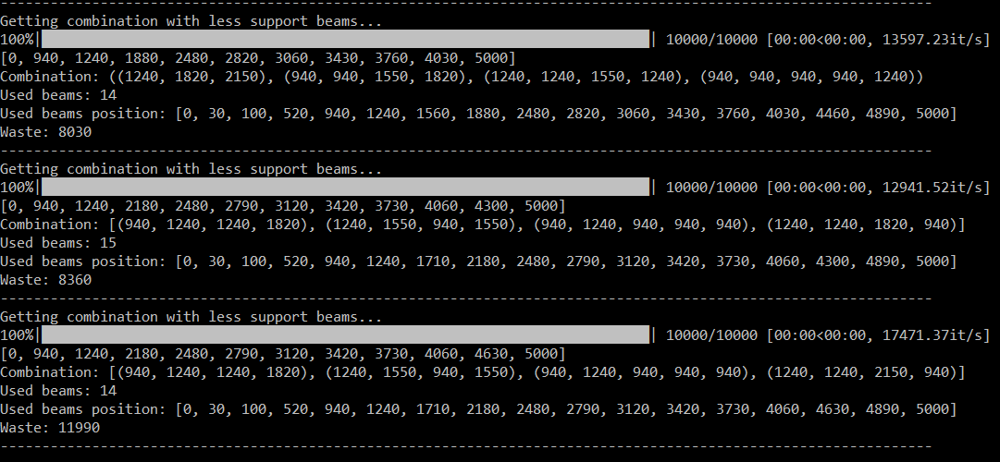 ------------------------------------------------------------------------------------------------------------
Getting combination with less support beams...
100%|██████████████████████████████████████████████████████████████████████████| 10000/10000 [00:00<00:00, 13597.23it/s]
[0, 940, 1240, 1880, 2480, 2820, 3060, 3430, 3760, 4030, 5000]
Combination: ((1240, 1820, 2150), (940, 940, 1550, 1820), (1240, 1240, 1550, 1240), (940, 940, 940, 940, 1240))
Used beams: 14
Used beams position: [0, 30, 100, 520, 940, 1240, 1560, 1880, 2480, 2820, 3060, 3430, 3760, 4030, 4460, 4890, 5000]
Waste: 8030
------------------------------------------------------------------------------------------------------------
Getting combination with less support beams...
100%|██████████████████████████████████████████████████████████████████████████| 10000/10000 [00:00<00:00, 12941.52it/s]
[0, 940, 1240, 2180, 2480, 2790, 3120, 3420, 3730, 4060, 4300, 5000]
Combination: [(940, 1240, 1240, 1820), (1240, 1550, 940, 1550), (940, 1240, 940, 940, 940), (1240, 1240, 1820, 940)]
Used beams: 15
Used beams position: [0, 30, 100, 520, 940, 1240, 1710, 2180, 2480, 2790, 3120, 3420, 3730, 4060, 4300, 4890, 5000]
Waste: 8360
------------------------------------------------------------------------------------------------------------
Getting combination with less support beams...
100%|██████████████████████████████████████████████████████████████████████████| 10000/10000 [00:00<00:00, 17471.37it/s]
[0, 940, 1240, 2180, 2480, 2790, 3120, 3420, 3730, 4060, 4630, 5000]
Combination: [(940, 1240, 1240, 1820), (1240, 1550, 940, 1550), (940, 1240, 940, 940, 940), (1240, 1240, 2150, 940)]
Used beams: 14
Used beams position: [0, 30, 100, 520, 940, 1240, 1710, 2180, 2480, 2790, 3120, 3420, 3730, 4060, 4630, 4890, 5000]
Waste: 11990
------------------------------------------------------------------------------------------------------------